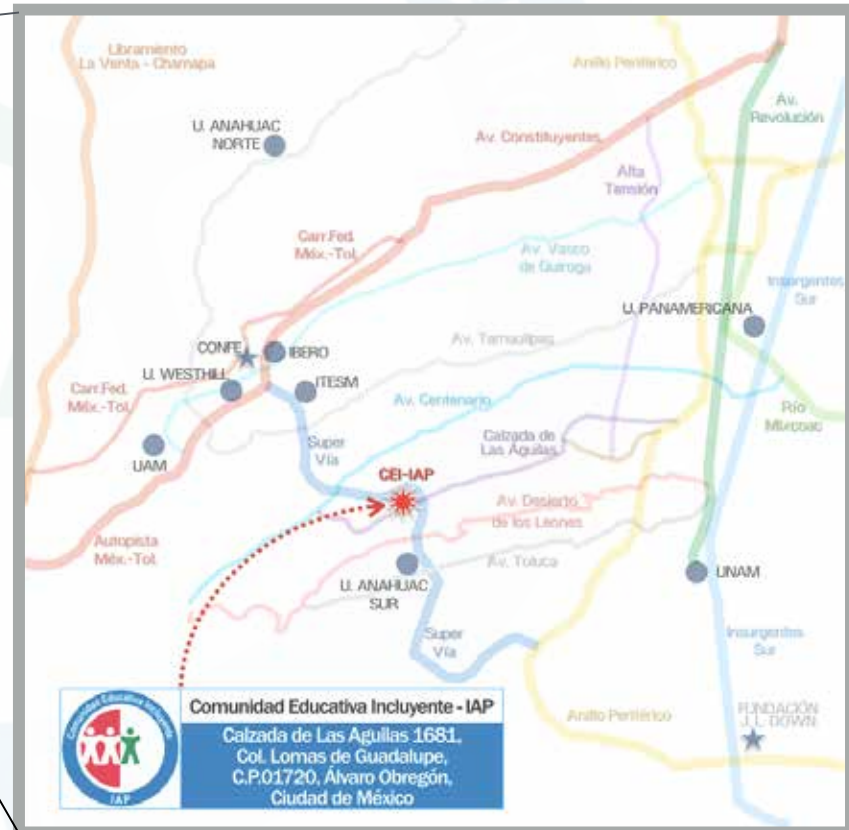 Libramiento
La Venta - Chamapa
Anillo Periférico
Av.
Revolución
U. ANAHUAC
NORTE
Av. Constituyentes
Alta
Tensión
Carr.Fed.
Méx.-Tol.
Av. Vasco
de Quiroga
Insurgentes
Sur
U. PANAMERICANA
CONFE
IBERO
Av. Tamaulipas
U. WESTHILL
ITESM
Carr.Fed.
Méx.-Tol.
Av. Centenario
Río
Mixcoac
UAM
Super
Vía
Calzada de
Las Águilas
CEI-IAP
Av. Desierto
de los Leones
Autopista
Méx.-Tol.
Av. Toluca
UNAM
U. ANAHUAC
SUR
Super
Vía
Insurgentes
Sur
Anillo Periférico
FUNDACIÓN
J. L. DOWN
Comunidad Educativa Incluyente
IAP
Comunidad Educativa Incluyente - IAP
Calzada de Las Aguilas 1681,
Col. Lomas de Guadalupe,
C.P.01720, Álvaro Obregón,
Ciudad de México